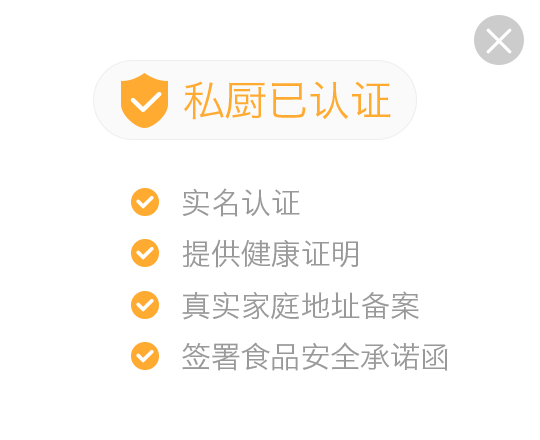 私厨已认证
实名认证
提供健康证明
真实家庭地址备案
签署食品安全承诺函